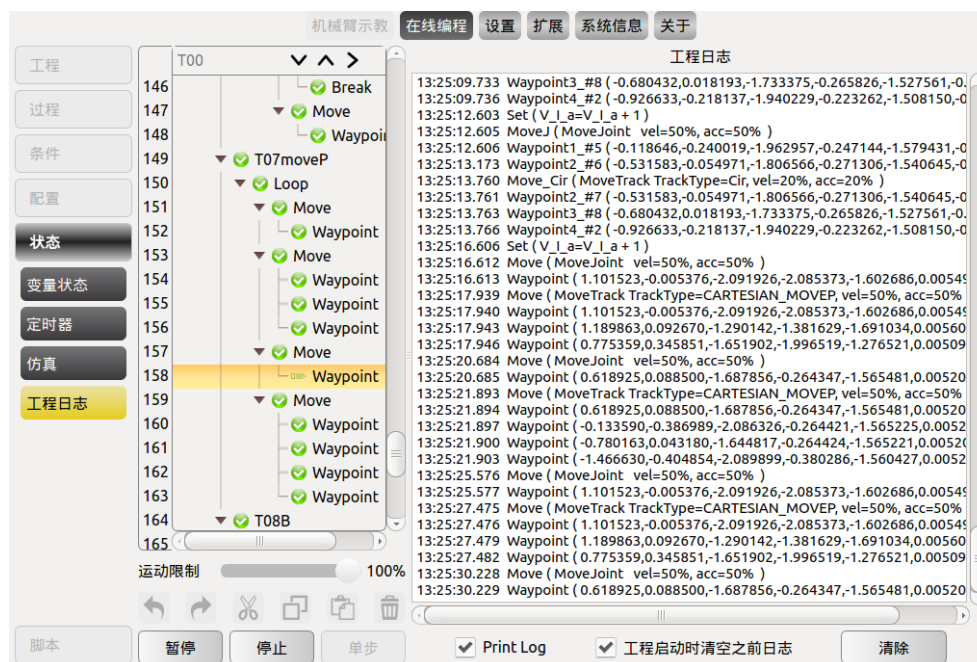 机械臂示教 在线编程 设置 扩展 系统信息 关于
工程
过程
条件
配置
状态
变量状态
定时器
仿真
工程日志
脚本
T00
146 Break
147 Move
148 Waypoi
149 T07moveP
150 Loop
151 Move
152 Waypoint
153 Move
154 Waypoint
155 Waypoint
156 Waypoint
157 Move
158 Waypoint
159 Move
160 Waypoint
161 Waypoint
162 Waypoint
163 Waypoint
164 T08B
165
运动限制 100%
暂停 停止 单步
工程日志
13:25:09.733 Waypoint3_#8 ( -0.680432,0.018193,-1.733375,-0.265826,-1.527561,-0.
13:25:09.736 Waypoint4_#2 ( -0.926633,-0.218137,-1.940229,-0.223262,-1.508150,-0
13:25:12.603 Set ( V_I_a=V_I_a + 1 )
13:25:12.605 MoveJ ( MoveJoint vel=50%, acc=50% )
13:25:12.606 Waypoint1_#5 ( -0.118646,-0.240019,-1.962957,-0.247144,-1.579431,-0
13:25:13.173 Waypoint2_#6 ( -0.531583,-0.054971,-1.806566,-0.271306,-1.540645,-0
13:25:13.760 Move_Cir ( MoveTrack TrackType=Cir, vel=20%, acc=20% )
13:25:13.761 Waypoint2_#7 ( -0.531583,-0.054971,-1.806566,-0.271306,-1.540645,-0
13:25:13.763 Waypoint3_#8 ( -0.680432,0.018193,-1.733375,-0.265826,-1.527561,-0.
13:25:13.766 Waypoint4_#2 ( -0.926633,-0.218137,-1.940229,-0.223262,-1.508150,-0
13:25:16.606 Set ( V_I_a=V_I_a + 1 )
13:25:16.612 Move ( MoveJoint vel=50%, acc=50% )
13:25:16.613 Waypoint ( 1.101523,-0.005376,-2.091926,-2.085373,-1.602686,0.00549
13:25:17.939 Move ( MoveTrack TrackType=CARTESIAN_MOVEP, vel=50%, acc=50%
13:25:17.940 Waypoint ( 1.101523,-0.005376,-2.091926,-2.085373,-1.602686,0.00549
13:25:17.943 Waypoint ( 1.189863,0.092670,-1.290142,-1.381629,-1.691034,0.00560
13:25:17.946 Waypoint ( 0.775359,0.345851,-1.651902,-1.996519,-1.276521,0.00509
13:25:20.684 Move ( MoveJoint vel=50%, acc=50% )
13:25:20.685 Waypoint ( 0.618925,0.088500,-1.687856,-0.264347,-1.565481,0.00520
13:25:21.893 Move ( MoveTrack TrackType=CARTESIAN_MOVEP, vel=50%, acc=50%
13:25:21.894 Waypoint ( 0.618925,0.088500,-1.687856,-0.264347,-1.565481,0.00520
13:25:21.897 Waypoint ( -0.133590,-0.386989,-2.086326,-0.264421,-1.565225,0.0052
13:25:21.900 Waypoint ( -0.780163,0.043180,-1.644817,-0.264424,-1.565221,0.00520
13:25:21.903 Waypoint ( -1.466630,-0.404854,-2.089899,-0.380286,-1.560427,0.0052
13:25:25.576 Move ( MoveJoint vel=50%, acc=50% )
13:25:25.577 Waypoint ( 1.101523,-0.005376,-2.091926,-2.085373,-1.602686,0.00549
13:25:27.475 Move ( MoveTrack TrackType=CARTESIAN_MOVEP, vel=50%, acc=50%
13:25:27.476 Waypoint ( 1.101523,-0.005376,-2.091926,-2.085373,-1.602686,0.00549
13:25:27.479 Waypoint ( 1.189863,0.092670,-1.290142,-1.381629,-1.691034,0.00560
13:25:27.482 Waypoint ( 0.775359,0.345851,-1.651902,-1.996519,-1.276521,0.00509
13:25:30.228 Move ( MoveJoint vel=50%, acc=50% )
13:25:30.229 Waypoint ( 0.618925,0.088500,-1.687856,-0.264347,-1.565481,0.00520
Print Log 工程启动时清空之前日志 清除